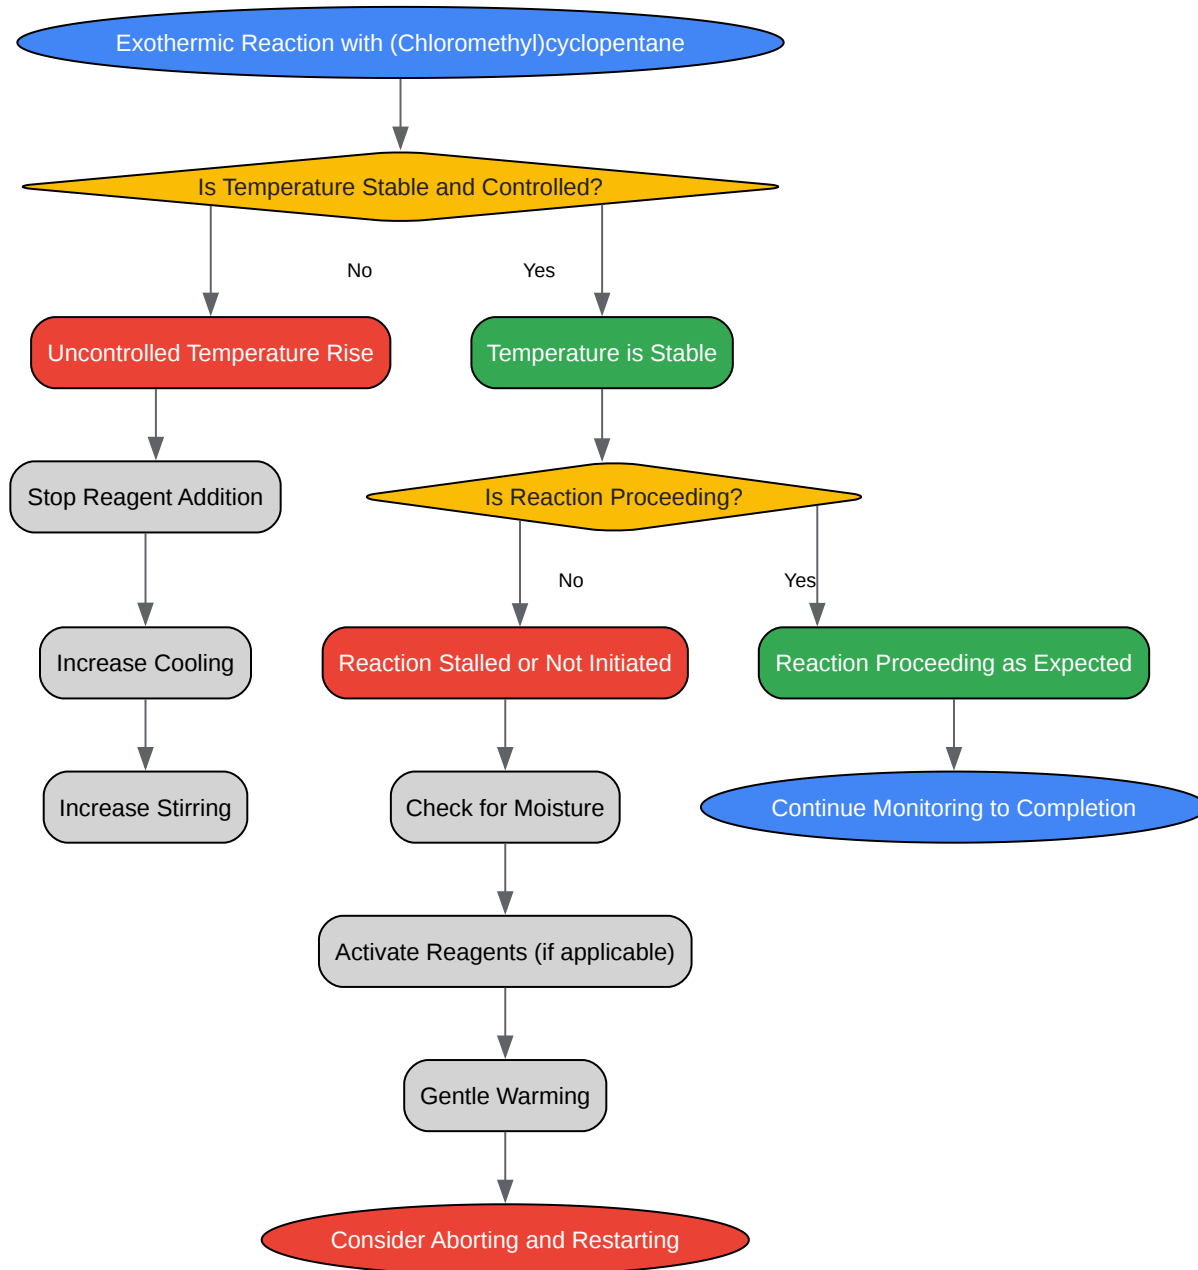 Exothermic Reaction with (Chloromethyl)cyclopentane
Is Temperature Stable and Controlled?
No
Yes
Uncontrolled Temperature Rise
Temperature is Stable
Stop Reagent Addition
Is Reaction Proceeding?
No
Yes
Increase Cooling
Reaction Stalled or Not Initiated
Reaction Proceeding as Expected
Increase Stirring
Check for Moisture
Continue Monitoring to Completion
Activate Reagents (if applicable)
Gentle Warming
Consider Aborting and Restarting